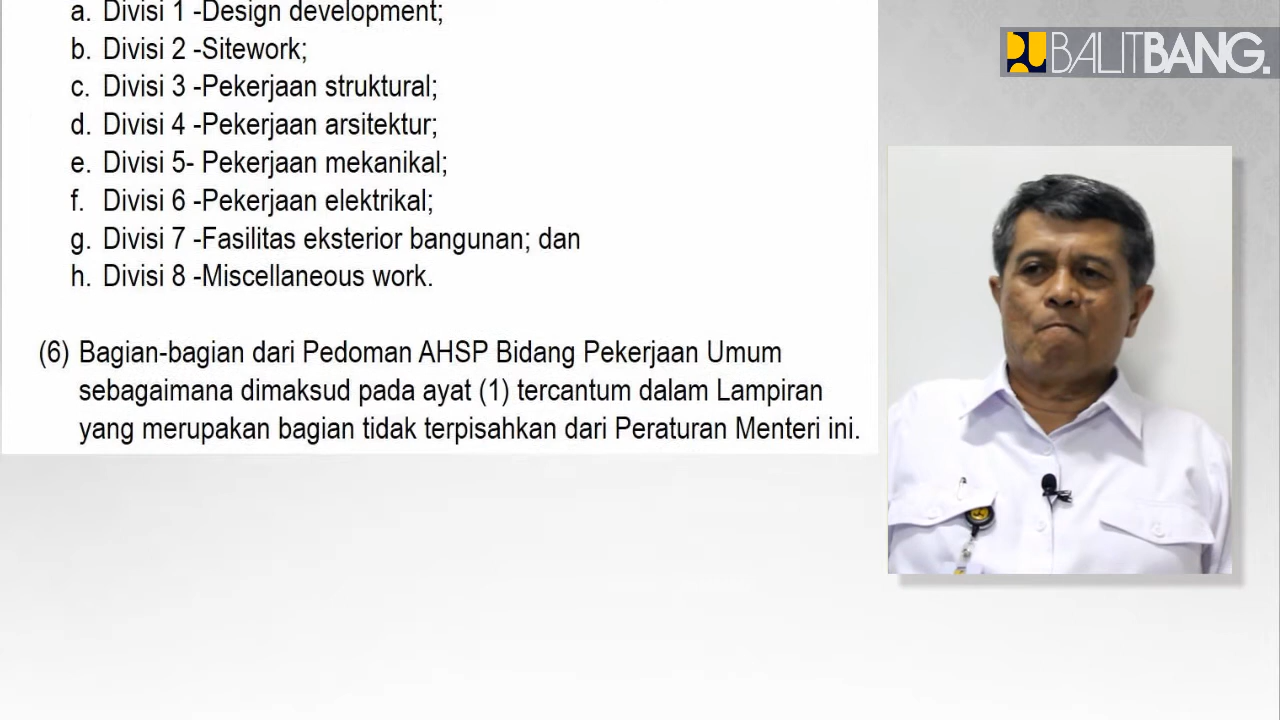 a. Divisi 1 -Design development;
b. Divisi 2 -Sitework;
c. Divisi 3 -Pekerjaan struktural;
d. Divisi 4 -Pekerjaan arsitektur;
e. Divisi 5- Pekerjaan mekanikal;
f. Divisi 6 -Pekerjaan elektrikal;
g. Divisi 7 -Fasilitas eksterior bangunan; dan
h. Divisi 8 -Miscellaneous work.
(6) Bagian-bagian dari Pedoman AHSP Bidang Pekerjaan Umum
sebagaimana dimaksud pada ayat (1) tercantum dalam Lampiran
yang merupakan bagian tidak terpisahkan dari Peraturan Menteri ini.
BALITBANG.